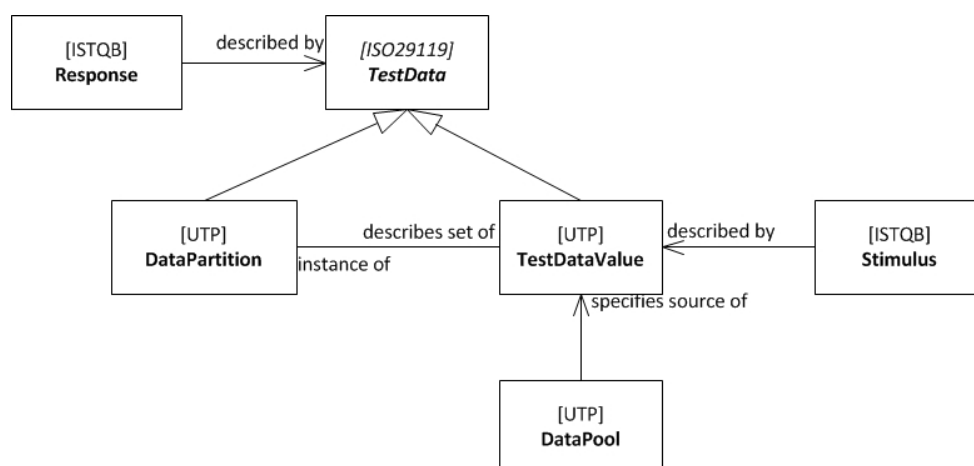 [ISTQB]
Response
described by
[ISO29119]
TestData
[UTP]
DataPartition
describes set of
instance of
[UTP]
TestDataValue
described by
[ISTQB]
Stimulus
specifies source of
[UTP]
DataPool